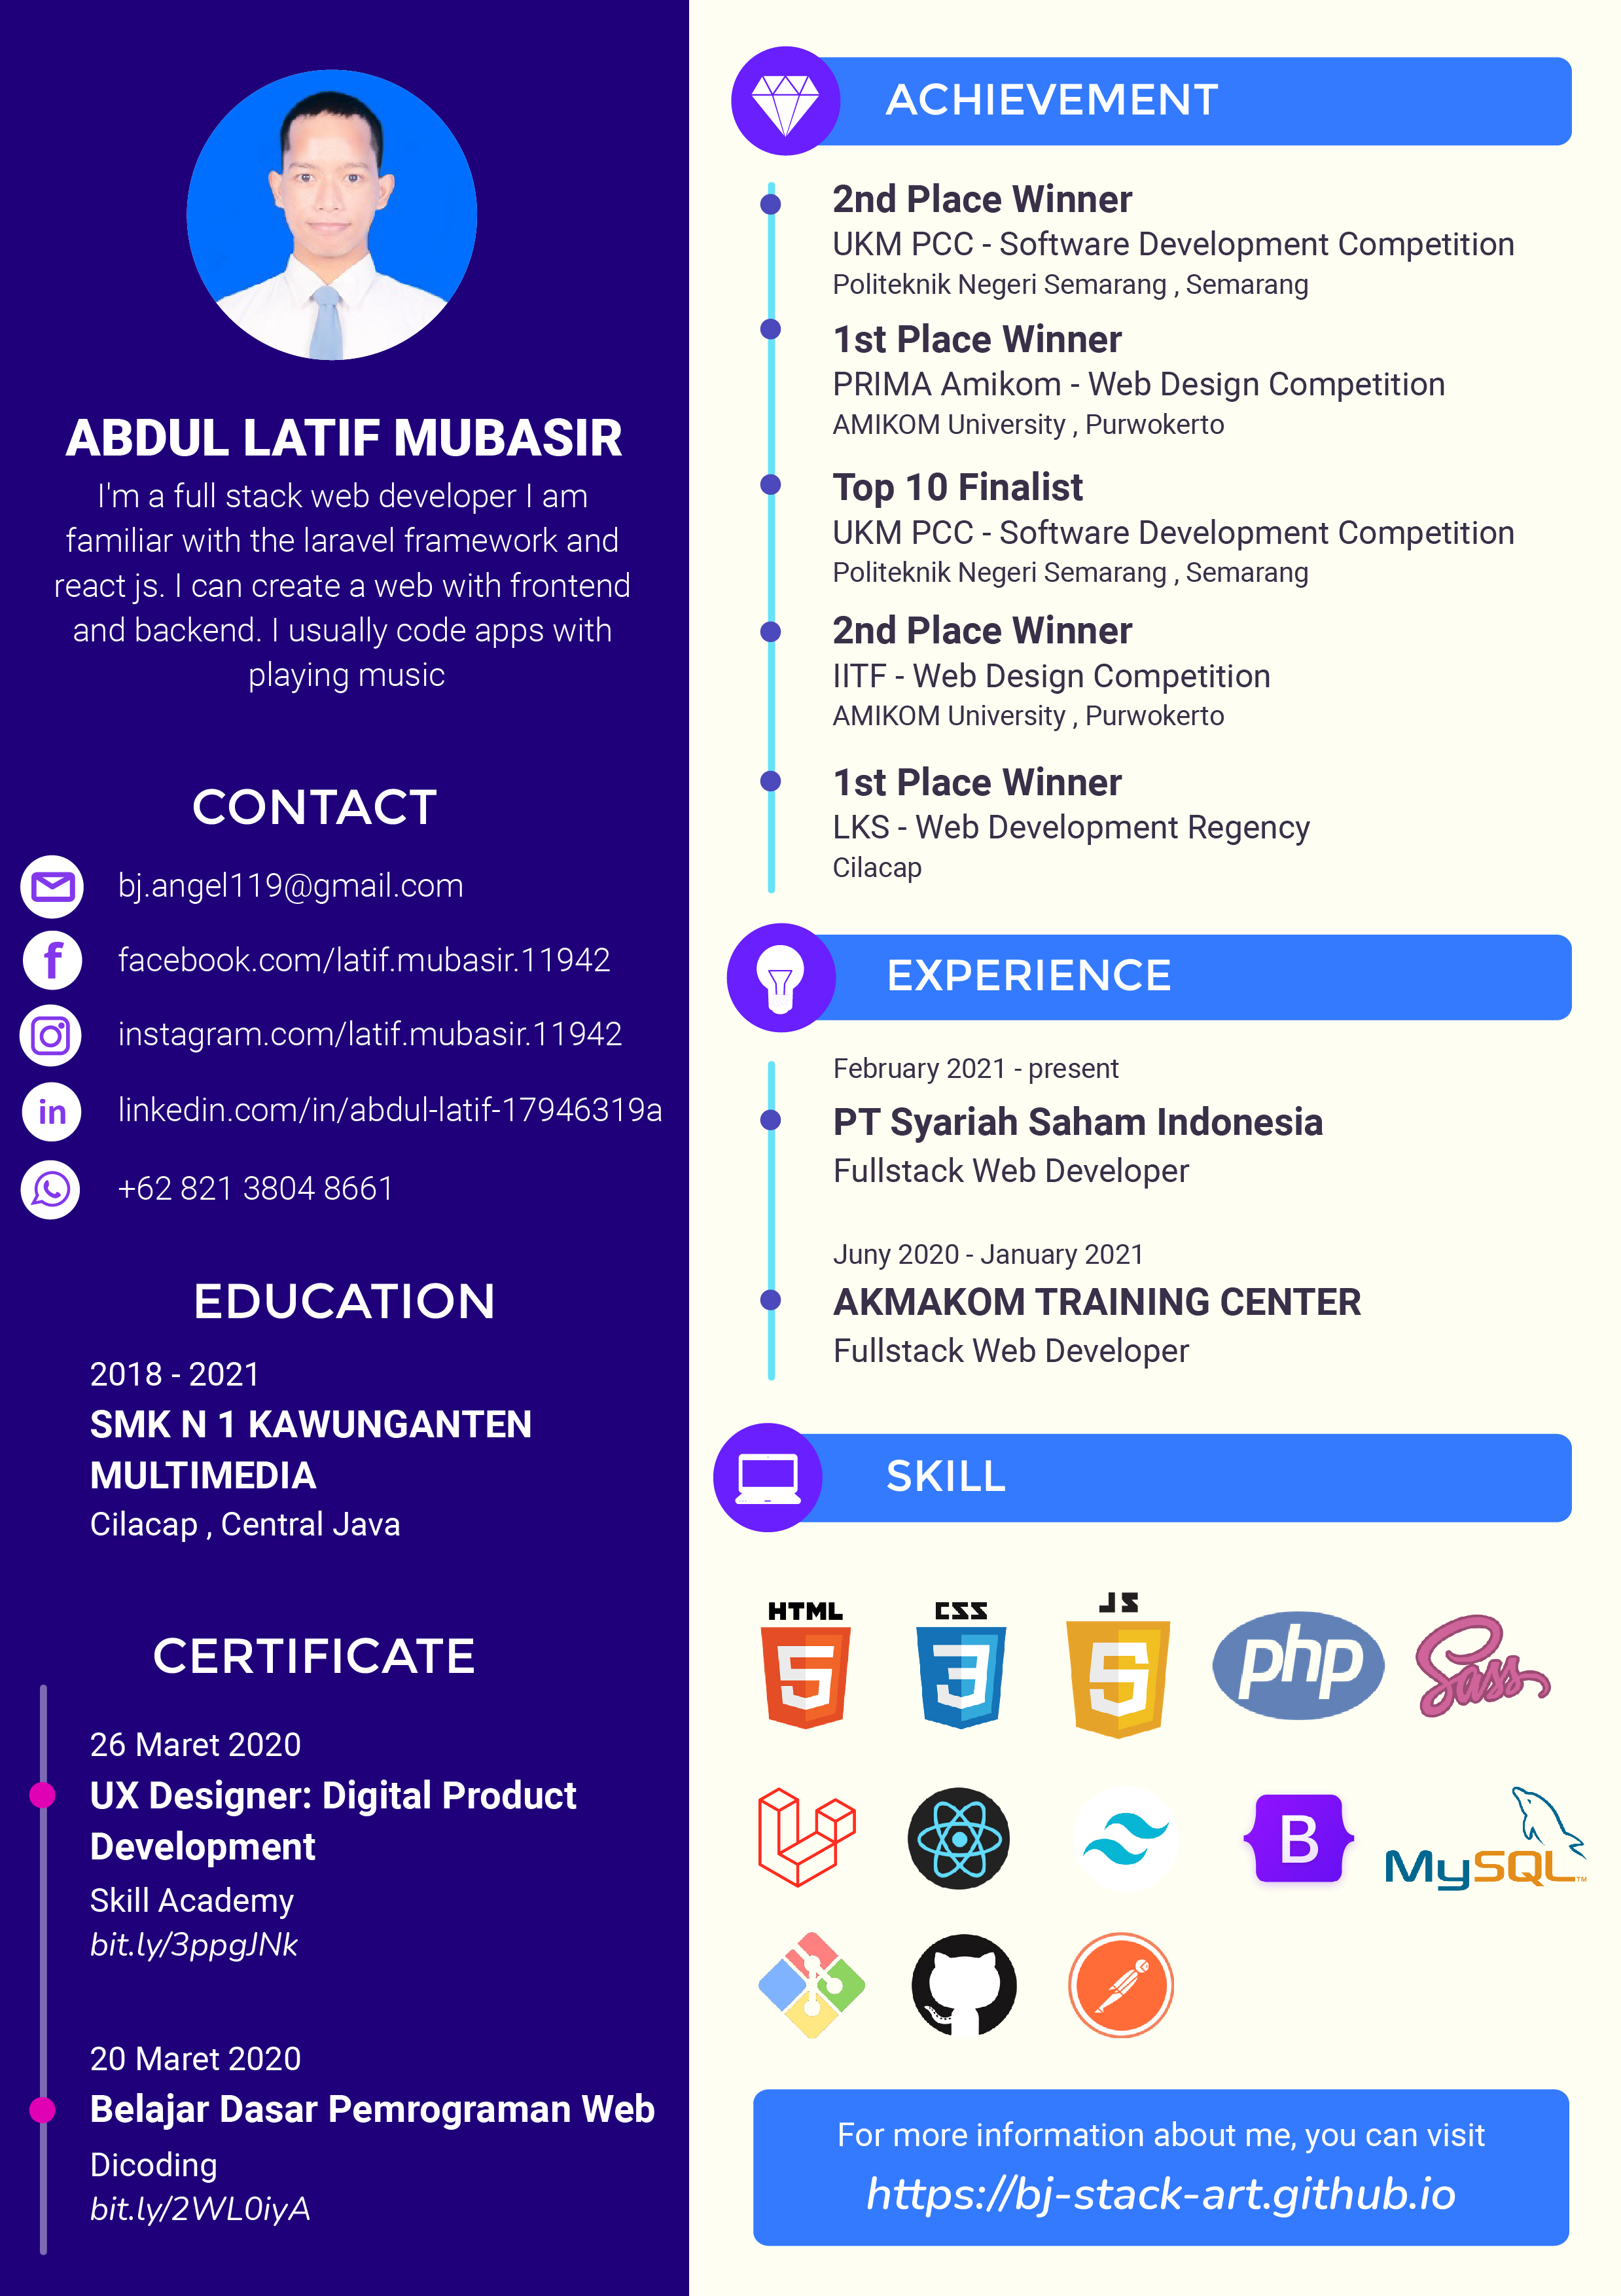 ABDUL LATIF MUBASIR
I'm a full stack web developer I am
familiar with the laravel framework and
react js. I can create a web with frontend
and backend. I usually code apps with
playing music
CONTACT
bj.angel119@gmail.com
f
facebook.com/latif.mubasir.11942
instagram.com/latif.mubasir.11942
in
linkedin.com/in/abdul-latif-17946319a
+62 821 3804 8661
EDUCATION
2018 - 2021
SMK N 1 KAWUNGANTEN
MULTIMEDIA
Cilacap , Central Java
CERTIFICATE
26 Maret 2020
UX Designer: Digital Product
Development
Skill Academy
bit.ly/3ppgJNk
20 Maret 2020
Belajar Dasar Pemrograman Web
Dicoding
bit.ly/2WL0iyA
ACHIEVEMENT
2nd Place Winner
UKM PCC - Software Development Competition
Politeknik Negeri Semarang , Semarang
1st Place Winner
PRIMA Amikom - Web Design Competition
AMIKOM University , Purwokerto
Top 10 Finalist
UKM PCC - Software Development Competition
Politeknik Negeri Semarang , Semarang
2nd Place Winner
IITF - Web Design Competition
AMIKOM University , Purwokerto
1st Place Winner
LKS - Web Development Regency
Cilacap
EXPERIENCE
February 2021 - present
PT Syariah Saham Indonesia
Fullstack Web Developer
Juny 2020 - January 2021
AKMAKOM TRAINING CENTER
Fullstack Web Developer
SKILL
HTML CSS JS
5 3 5 php Sass
B MySQL™
For more information about me, you can visit
https://bj-stack-art.github.io